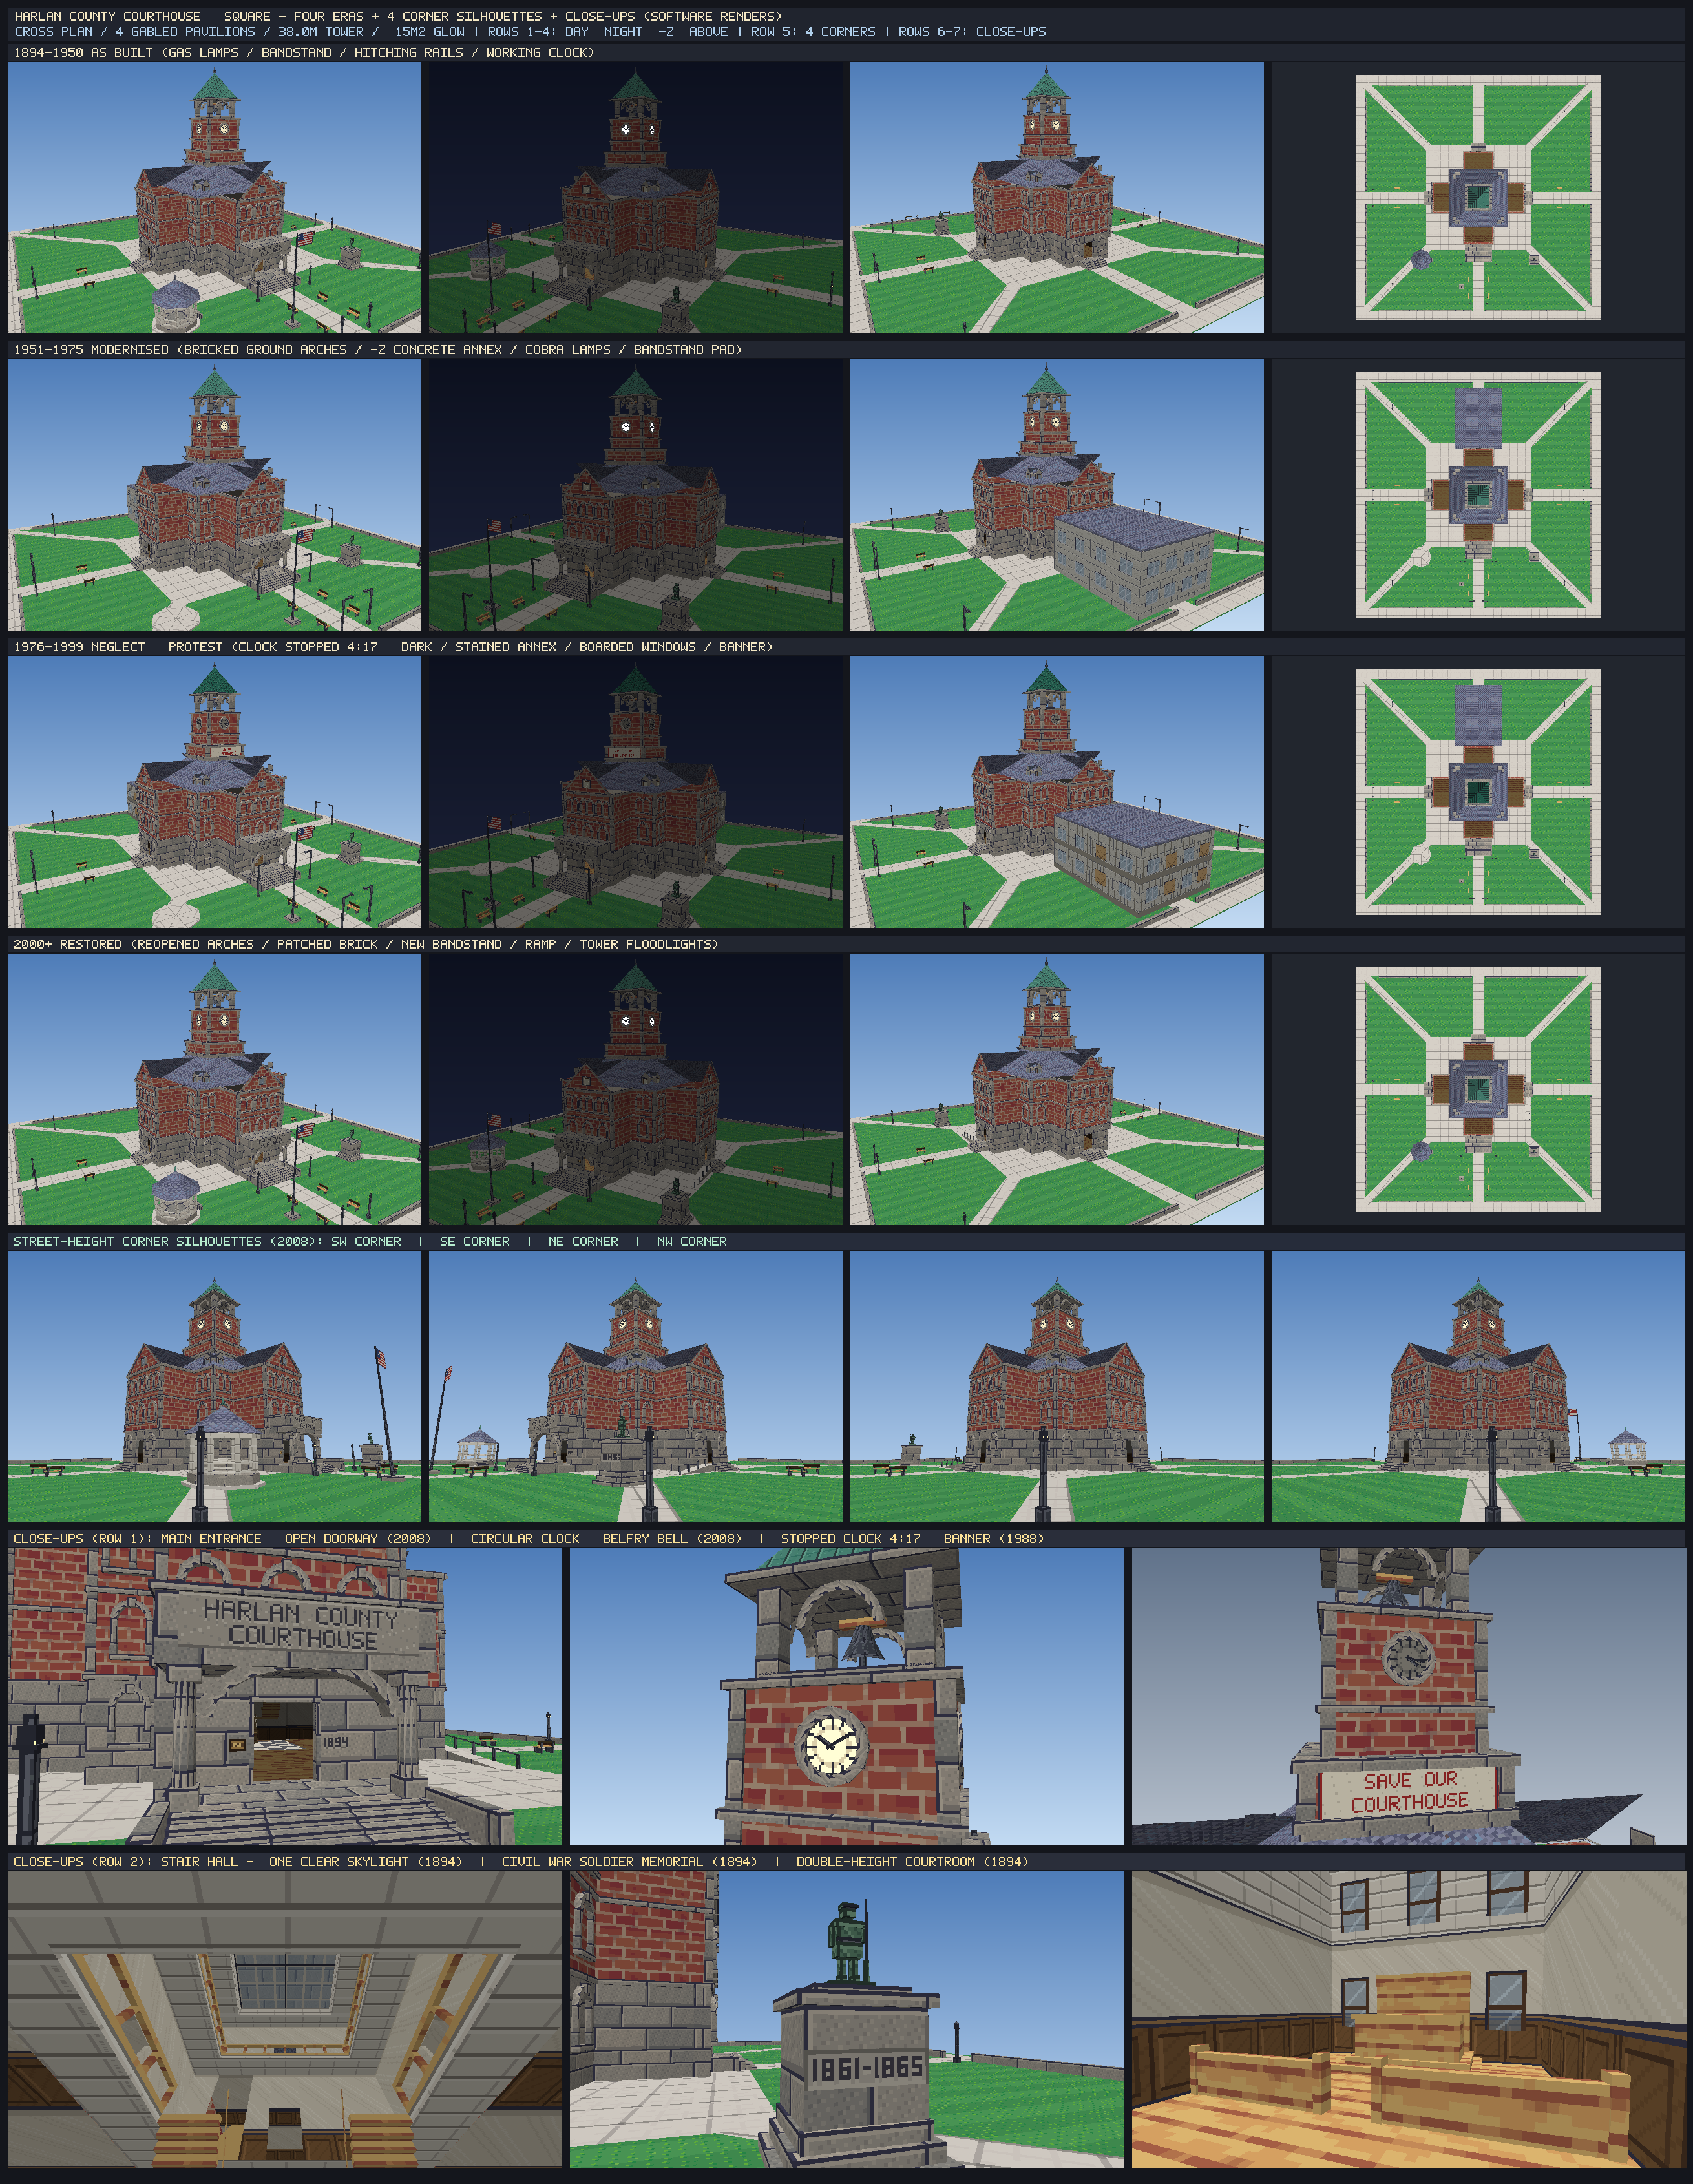 HARLAN COUNTY COURTHOUSE   SQUARE - FOUR ERAS + 4 CORNER SILHOUETTES + CLOSE-UPS (SOFTWARE RENDERS)
CROSS PLAN / 4 GABLED PAVILIONS / 38.0M TOWER /  15M2 GLOW | ROWS 1-4: DAY  NIGHT  -Z  ABOVE | ROW 5: 4 CORNERS | ROWS 6-7: CLOSE-UPS
1894-1950 AS BUILT (GAS LAMPS / BANDSTAND / HITCHING RAILS / WORKING CLOCK)
1951-1975 MODERNISED (BRICKED GROUND ARCHES / -Z CONCRETE ANNEX / COBRA LAMPS / BANDSTAND PAD)
1976-1999 NEGLECT   PROTEST (CLOCK STOPPED 4:17   DARK / STAINED ANNEX / BOARDED WINDOWS / BANNER)
2000+ RESTORED (REOPENED ARCHES / PATCHED BRICK / NEW BANDSTAND / RAMP / TOWER FLOODLIGHTS)
STREET-HEIGHT CORNER SILHOUETTES (2008): SW CORNER  |  SE CORNER  |  NE CORNER  |  NW CORNER
CLOSE-UPS (ROW 1): MAIN ENTRANCE   OPEN DOORWAY (2008)  |  CIRCULAR CLOCK   BELFRY BELL (2008)  |  STOPPED CLOCK 4:17   BANNER (1988)
HARLAN COUNTY
COURTHOUSE
1894
SAVE OUR
COURTHOUSE
CLOSE-UPS (ROW 2): STAIR HALL -  ONE CLEAR SKYLIGHT (1894)  |  CIVIL WAR SOLDIER MEMORIAL (1894)  |  DOUBLE-HEIGHT COURTROOM (1894)
1861-1865